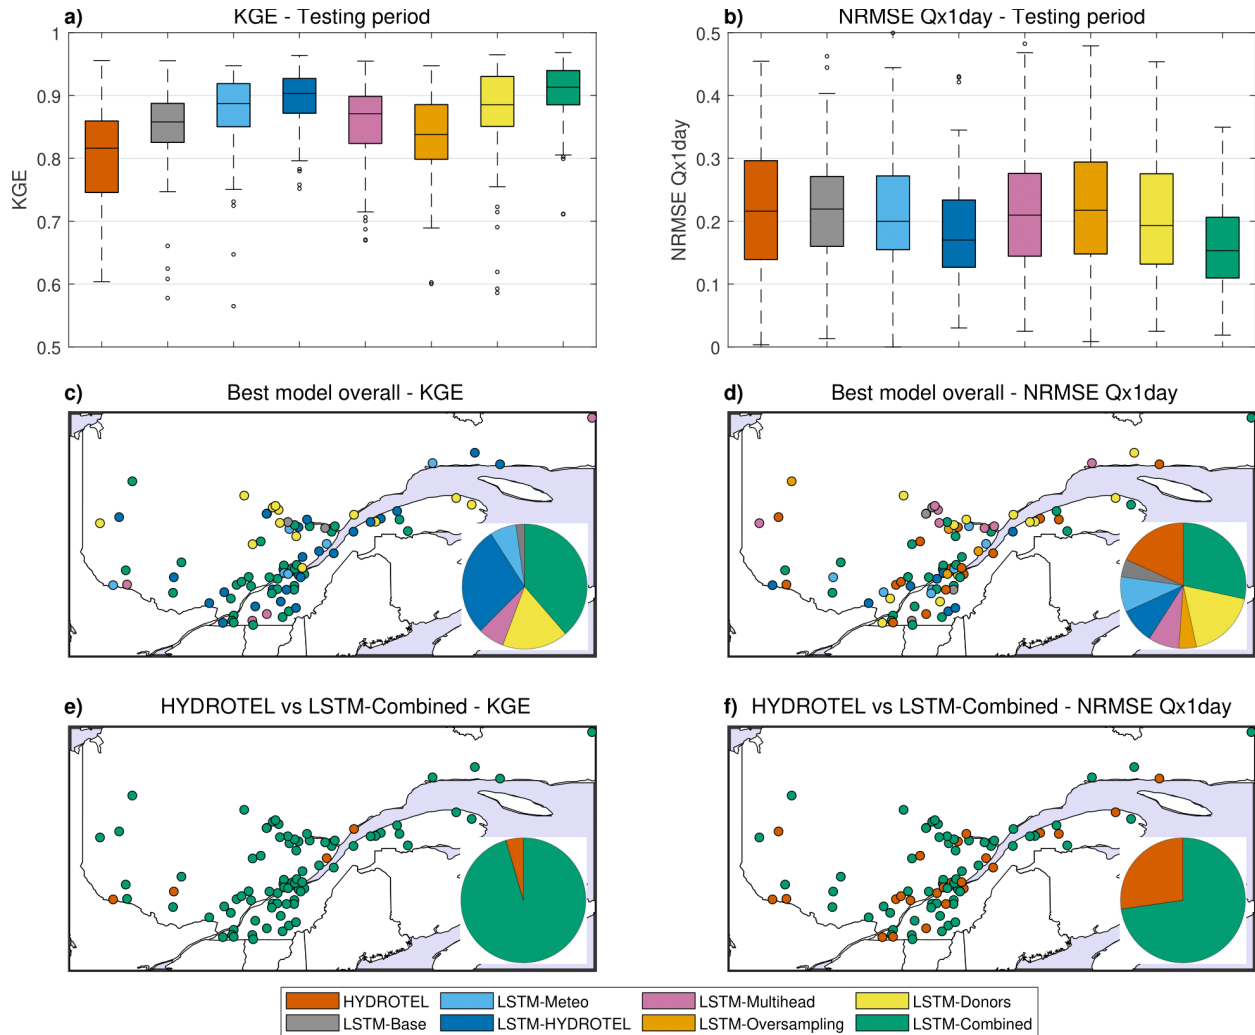 a) KGE - Testing period
b) NRMSE Qx1day - Testing period
1
0.9
0.8
0.7
0.6
0.5
KGE
0.5
0.4
0.3
0.2
0.1
0
NRMSE Qx1day
c) Best model overall - KGE
d) Best model overall - NRMSE Qx1day
e) HYDROTEL vs LSTM-Combined - KGE
f) HYDROTEL vs LSTM-Combined - NRMSE Qx1day
HYDROTEL LSTM-Meteo LSTM-Multihead LSTM-Donors
LSTM-Base LSTM-HYDROTEL LSTM-Oversampling LSTM-Combined